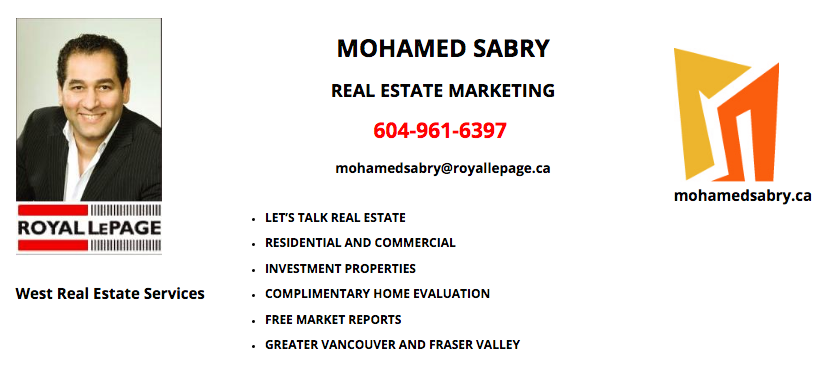 MOHAMED SABRY
REAL ESTATE MARKETING
604-961-6397
mohamedsabry@royallepage.ca
ROYAL LEPAGE
West Real Estate Services
• LET’S TALK REAL ESTATE
• RESIDENTIAL AND COMMERCIAL
• INVESTMENT PROPERTIES
• COMPLIMENTARY HOME EVALUATION
• FREE MARKET REPORTS
• GREATER VANCOUVER AND FRASER VALLEY
mohamedsabry.ca